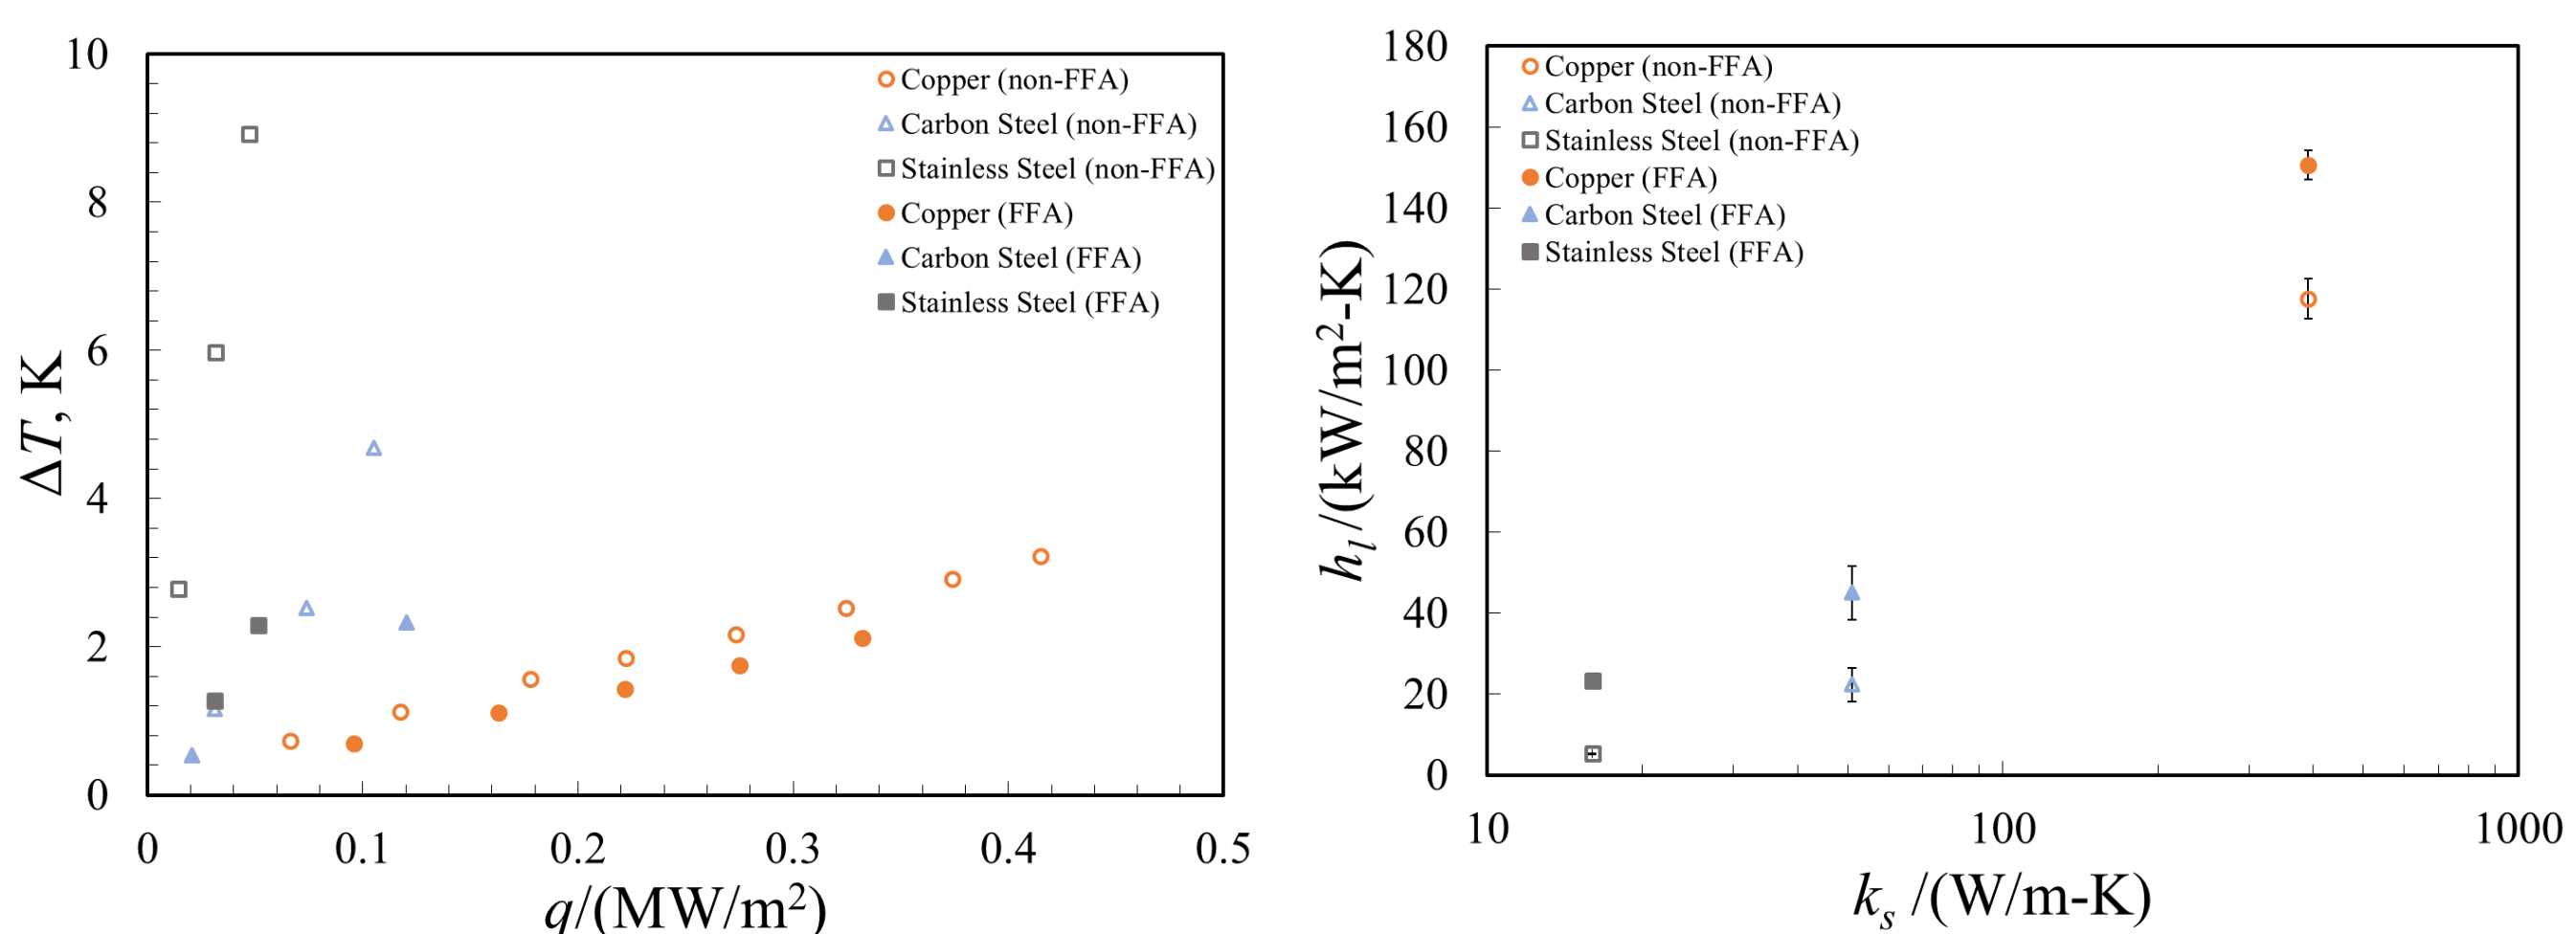 10
8
6
4
2
0
ΔT, K
Copper (non-FFA)
Carbon Steel (non-FFA)
Stainless Steel (non-FFA)
Copper (FFA)
Carbon Steel (FFA)
Stainless Steel (FFA)
0 0.1 0.2 0.3 0.4 0.5
q/(MW/m²)
180
160
140
120
100
80
60
40
20
0
hₗ/(kW/m²-K)
Copper (non-FFA)
Carbon Steel (non-FFA)
Stainless Steel (non-FFA)
Copper (FFA)
Carbon Steel (FFA)
Stainless Steel (FFA)
10 100 1000
kₛ /(W/m-K)